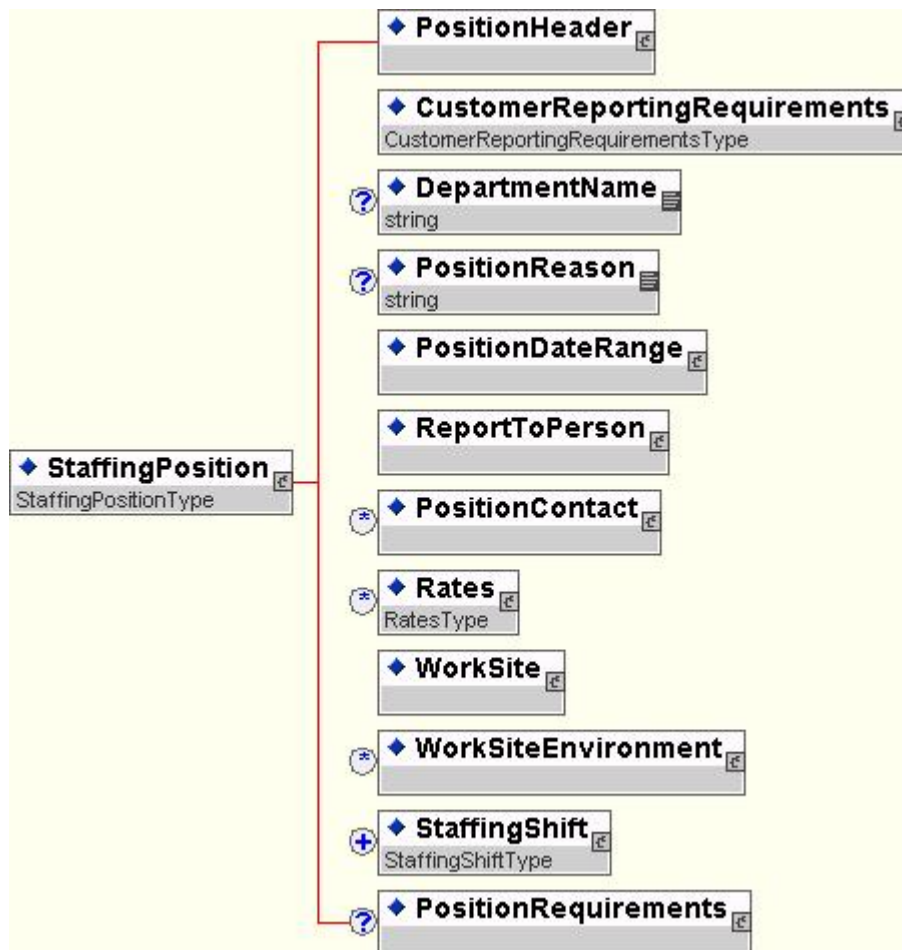 PositionHeader
CustomerReportingRequirements
CustomerReportingRequirementsType
? DepartmentName
string
? PositionReason
string
PositionDateRange
ReportToPerson
StaffingPosition
StaffingPositionType
* PositionContact
* Rates
RatesType
WorkSite
* WorkSiteEnvironment
+ StaffingShift
StaffingShiftType
? PositionRequirements